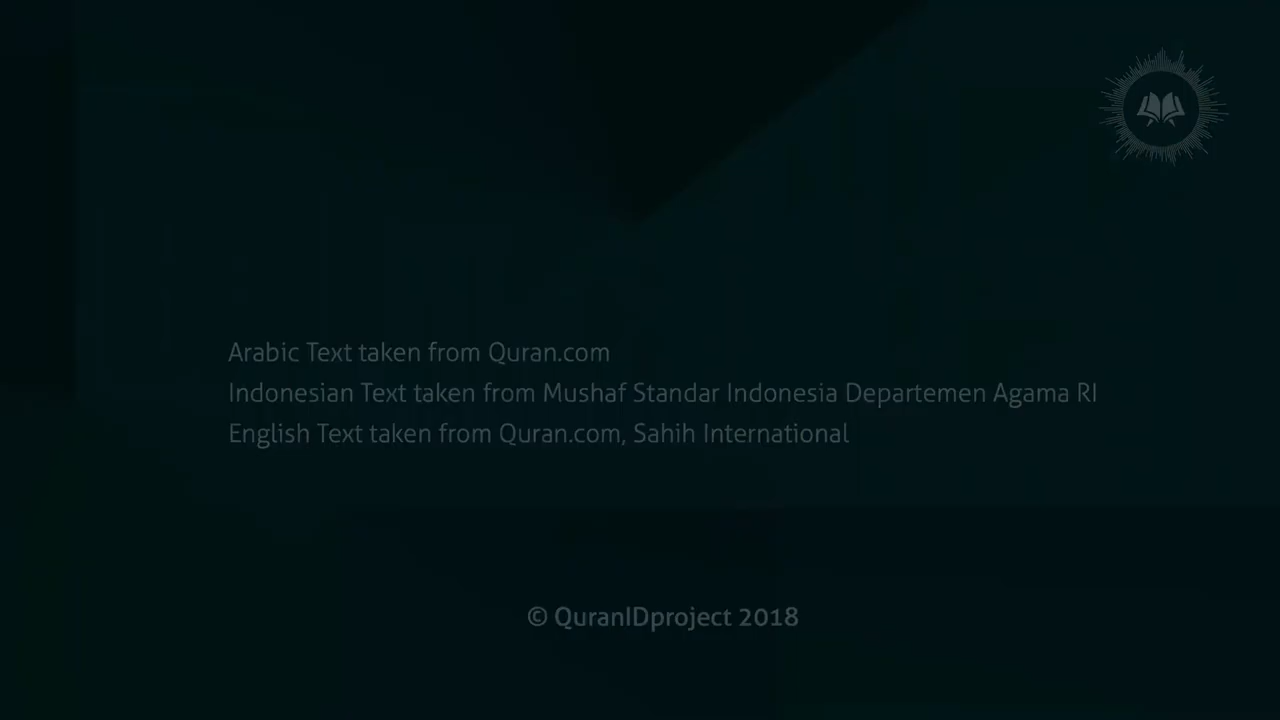 Arabic Text taken from Quran.com
Indonesian Text taken from Mushaf Standar Indonesia Departemen Agama RI
English Text taken from Quran.com, Sahih International
© QuranIDproject 2018